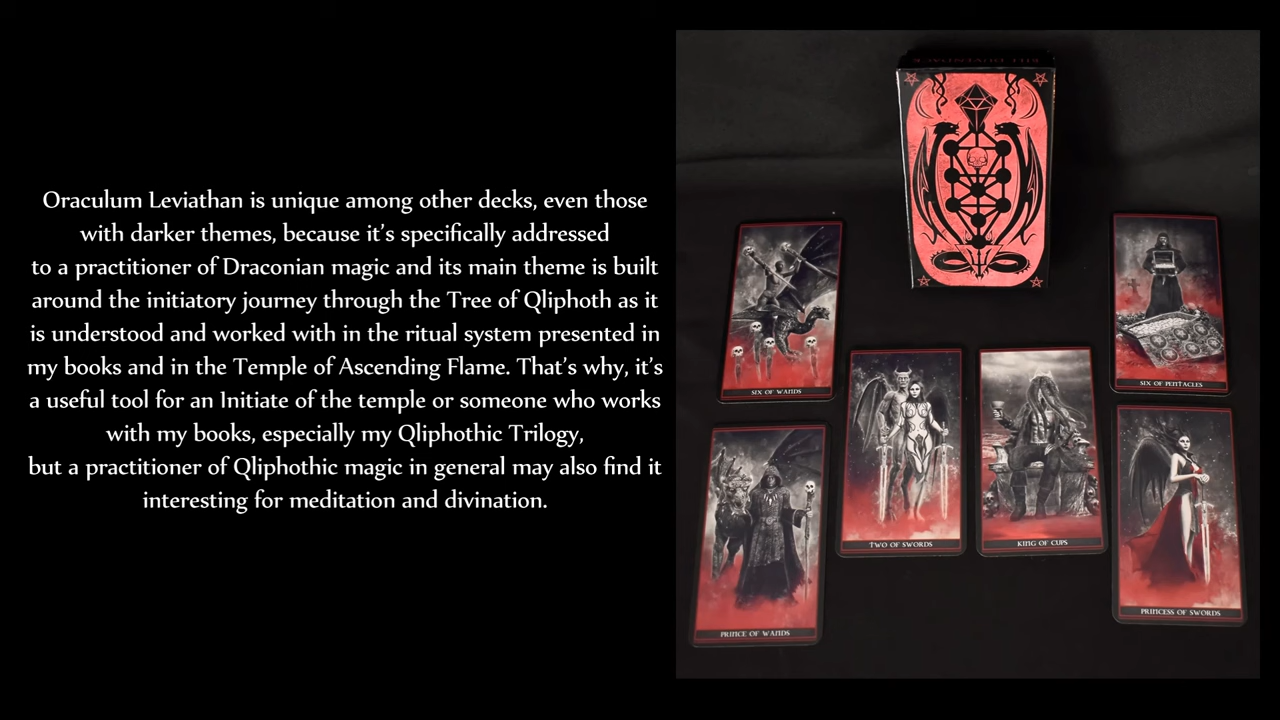 Oraculum Leviathan is unique among other decks, even those
with darker themes, because it's specifically addressed
to a practitioner of Draconian magic and its main theme is built
around the initiatory journey through the Tree of Qliphoth as it
is understood and worked with in the ritual system presented in
my books and in the Temple of Ascending Flame. That's why, it's
a useful tool for an Initiate of the temple or someone who works
with my books, especially my Qliphothic Trilogy,
but a practitioner of Qliphothic magic in general may also find it
interesting for meditation and divination.
SIX OF WANDS
SIX OF PENTACLES
TWO OF SWORDS
KING OF CUPS
PRINCE OF WANDS
PRINCESS OF SWORDS